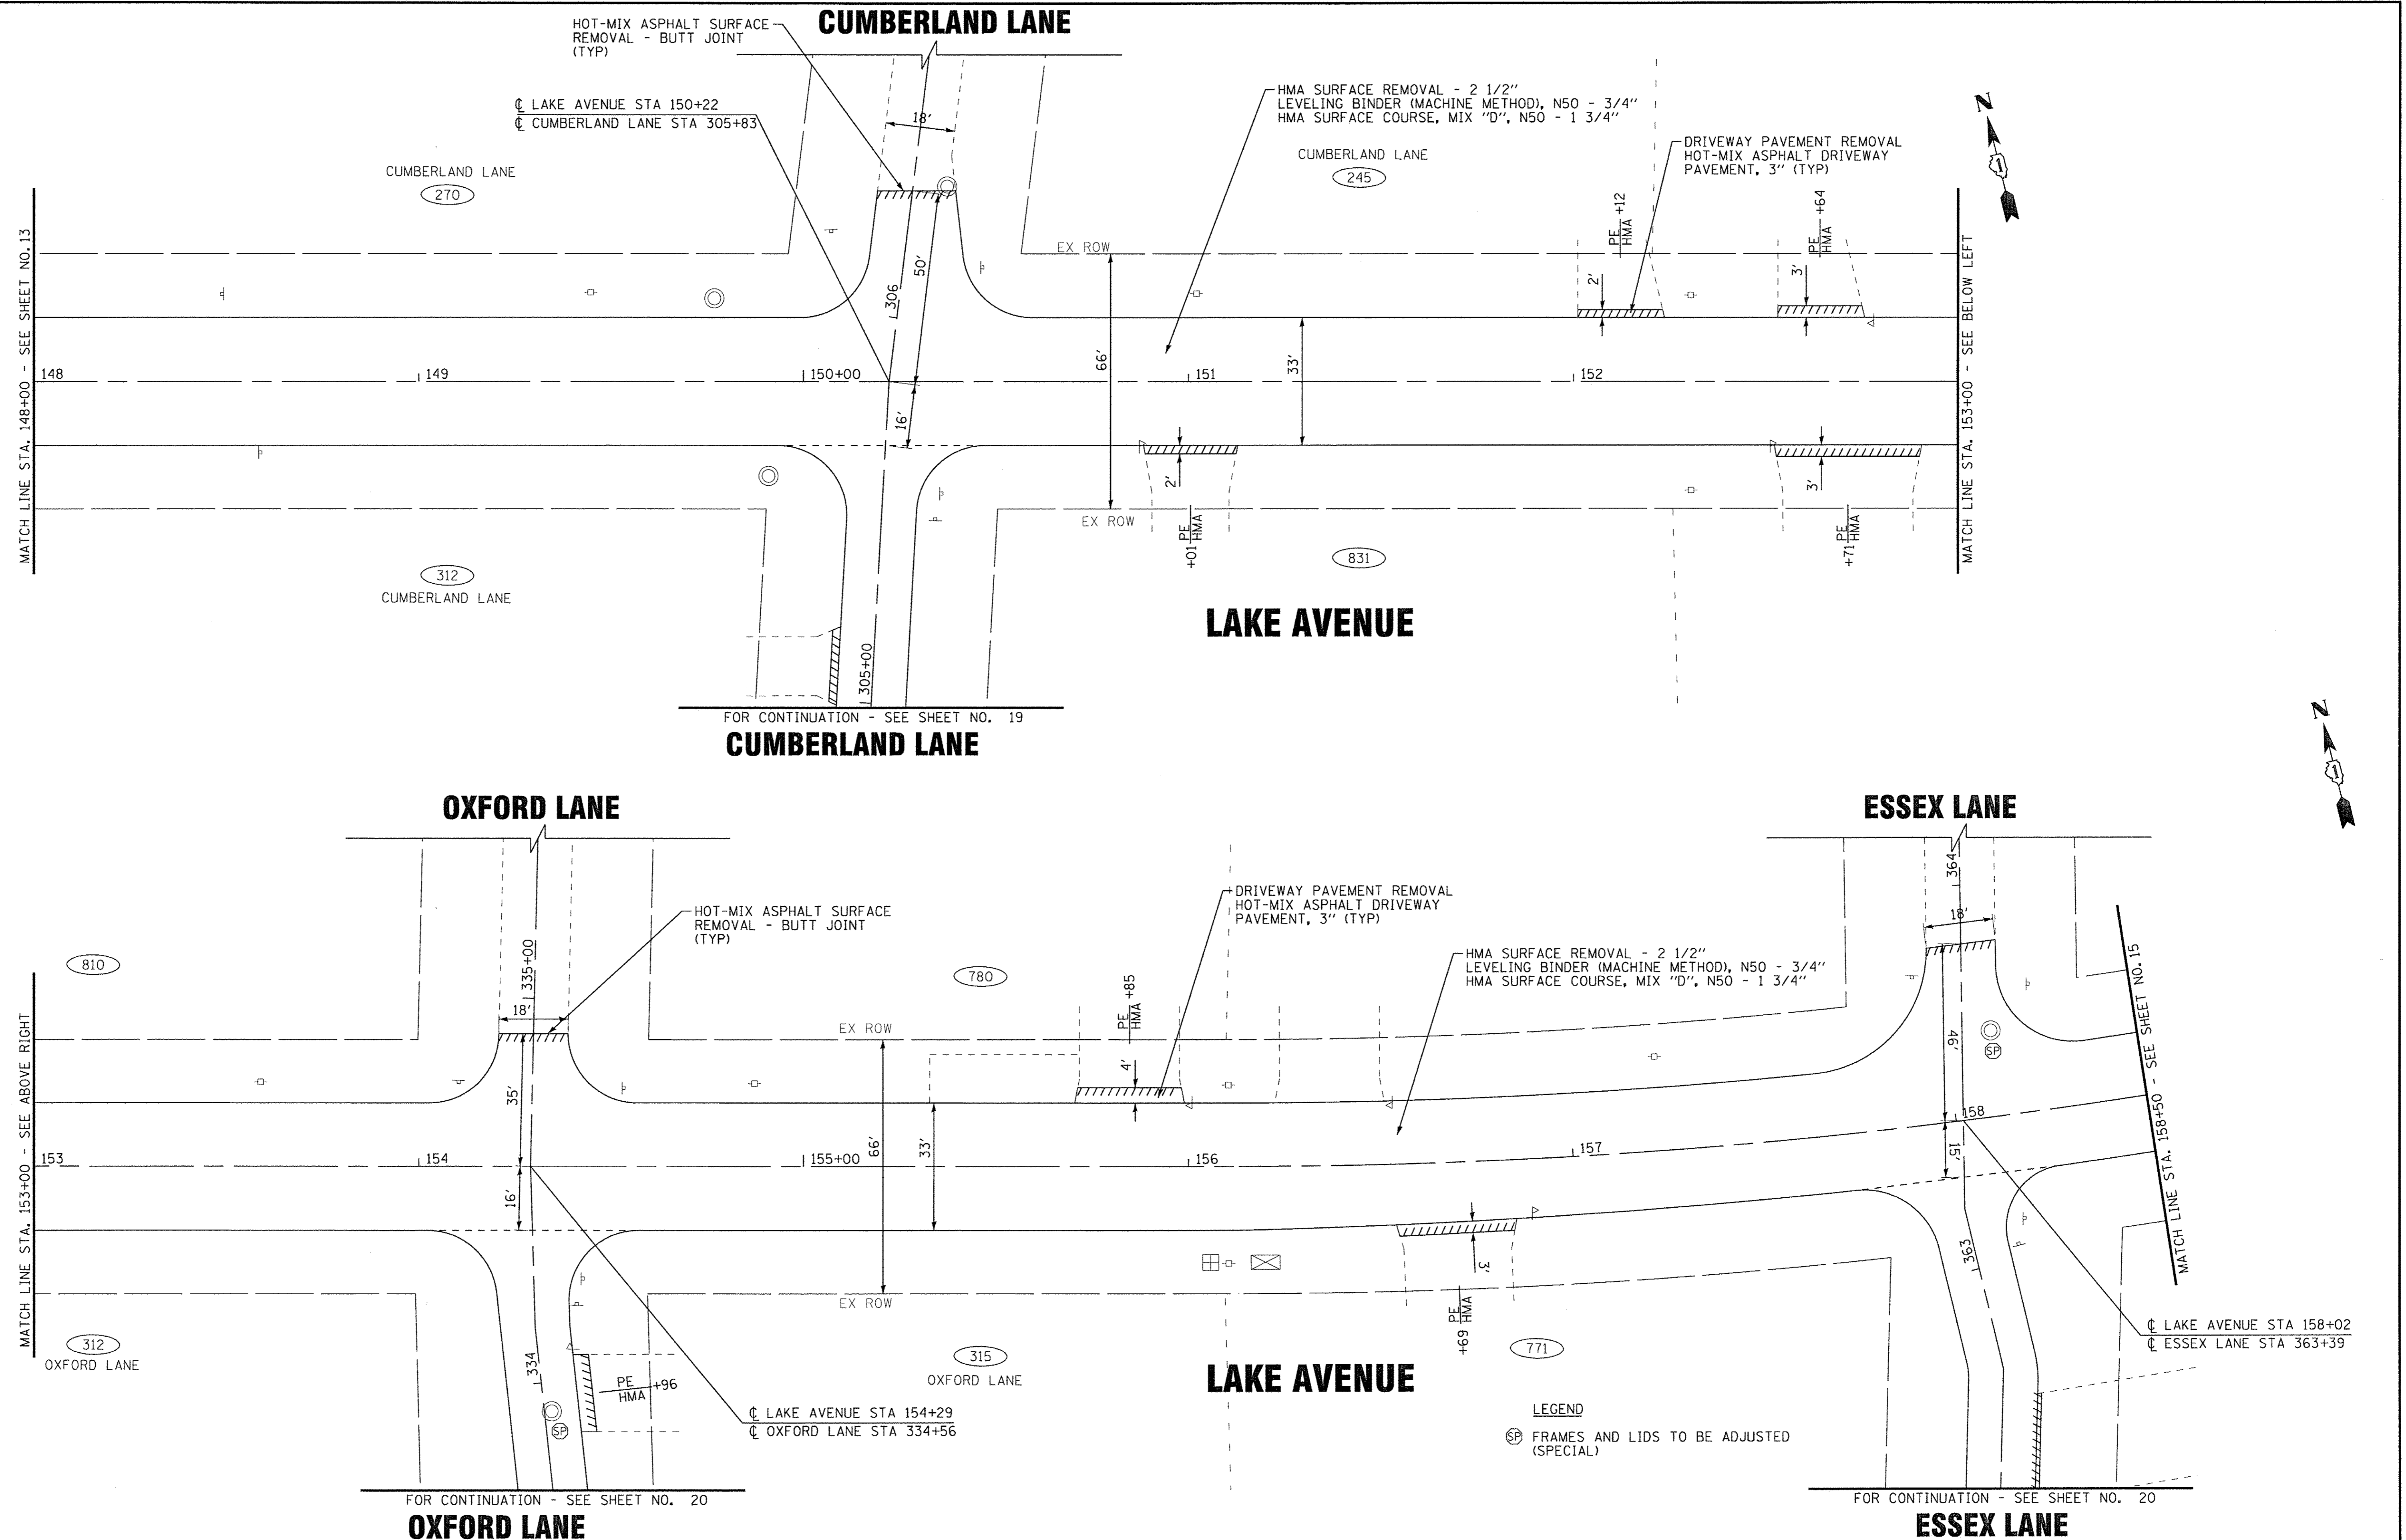 CUMBERLAND LANE
HOT-MIX ASPHALT SURFACE
REMOVAL - BUTT JOINT
(TYP)
℄ LAKE AVENUE STA 150+22
℄ CUMBERLAND LANE STA 305+83
HMA SURFACE REMOVAL - 2 1/2"
LEVELING BINDER (MACHINE METHOD), N50 - 3/4"
HMA SURFACE COURSE, MIX "D", N50 - 1 3/4"
DRIVEWAY PAVEMENT REMOVAL
HOT-MIX ASPHALT DRIVEWAY
PAVEMENT, 3" (TYP)
N
1
18'
CUMBERLAND LANE
270
CUMBERLAND LANE
245
PE +12
HMA
PE +64
HMA
MATCH LINE STA. 148+00 - SEE SHEET NO.13
EX ROW
50'
306
2'
3'
66'
33'
148
149
150+00
151
152
16'
2'
3'
EX ROW
+01 PE
HMA
+71 PE
HMA
MATCH LINE STA. 153+00 - SEE BELOW LEFT
312
CUMBERLAND LANE
831
LAKE AVENUE
305+00
FOR CONTINUATION - SEE SHEET NO. 19
CUMBERLAND LANE
N
1
OXFORD LANE
ESSEX LANE
HOT-MIX ASPHALT SURFACE
REMOVAL - BUTT JOINT
(TYP)
DRIVEWAY PAVEMENT REMOVAL
HOT-MIX ASPHALT DRIVEWAY
PAVEMENT, 3" (TYP)
HMA SURFACE REMOVAL - 2 1/2"
LEVELING BINDER (MACHINE METHOD), N50 - 3/4"
HMA SURFACE COURSE, MIX "D", N50 - 1 3/4"
364
18'
810
335+00
18'
780
PE +85
HMA
EX ROW
4'
46'
SP
MATCH LINE STA. 153+00 - SEE ABOVE RIGHT
35'
66'
33'
153
154
155+00
156
157
158
16'
15'
MATCH LINE STA. 158+50 - SEE SHEET NO.15
363
3'
EX ROW
+69 PE
HMA
312
OXFORD LANE
334
PE +96
HMA
SP
315
OXFORD LANE
771
LAKE AVENUE
℄ LAKE AVENUE STA 158+02
℄ ESSEX LANE STA 363+39
℄ LAKE AVENUE STA 154+29
℄ OXFORD LANE STA 334+56
LEGEND
SP FRAMES AND LIDS TO BE ADJUSTED
(SPECIAL)
FOR CONTINUATION - SEE SHEET NO. 20
OXFORD LANE
FOR CONTINUATION - SEE SHEET NO. 20
ESSEX LANE